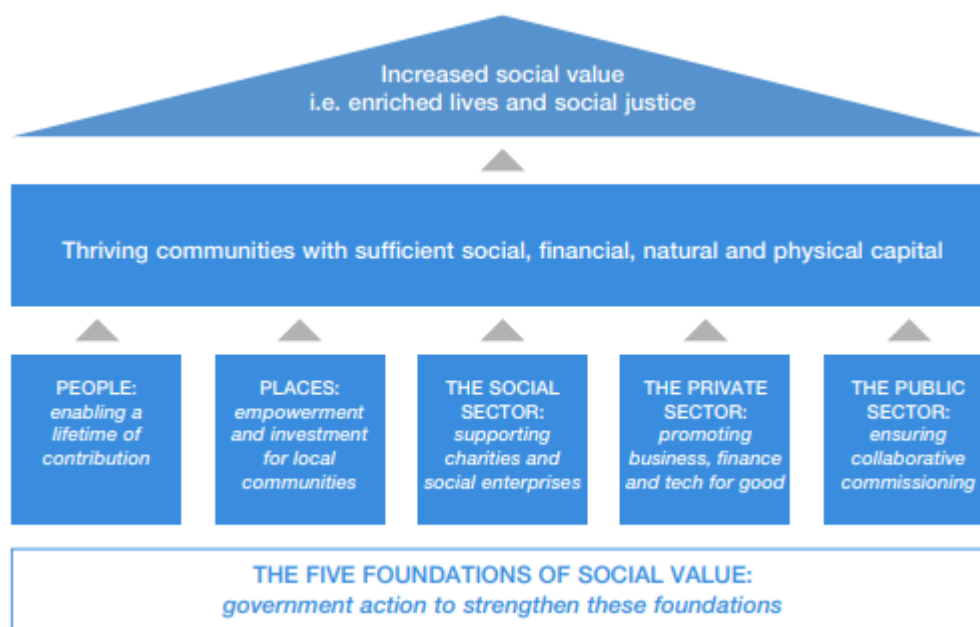 Increased social value
i.e. enriched lives and social justice
Thriving communities with sufficient social, financial, natural and physical capital
PEOPLE:
enabling a
lifetime of
contribution
PLACES:
empowerment
and investment
for local
communities
THE SOCIAL
SECTOR:
supporting
charities and
social enterprises
THE PRIVATE
SECTOR:
promoting
business, finance
and tech for good
THE PUBLIC
SECTOR:
ensuring
collaborative
commissioning
THE FIVE FOUNDATIONS OF SOCIAL VALUE:
government action to strengthen these foundations